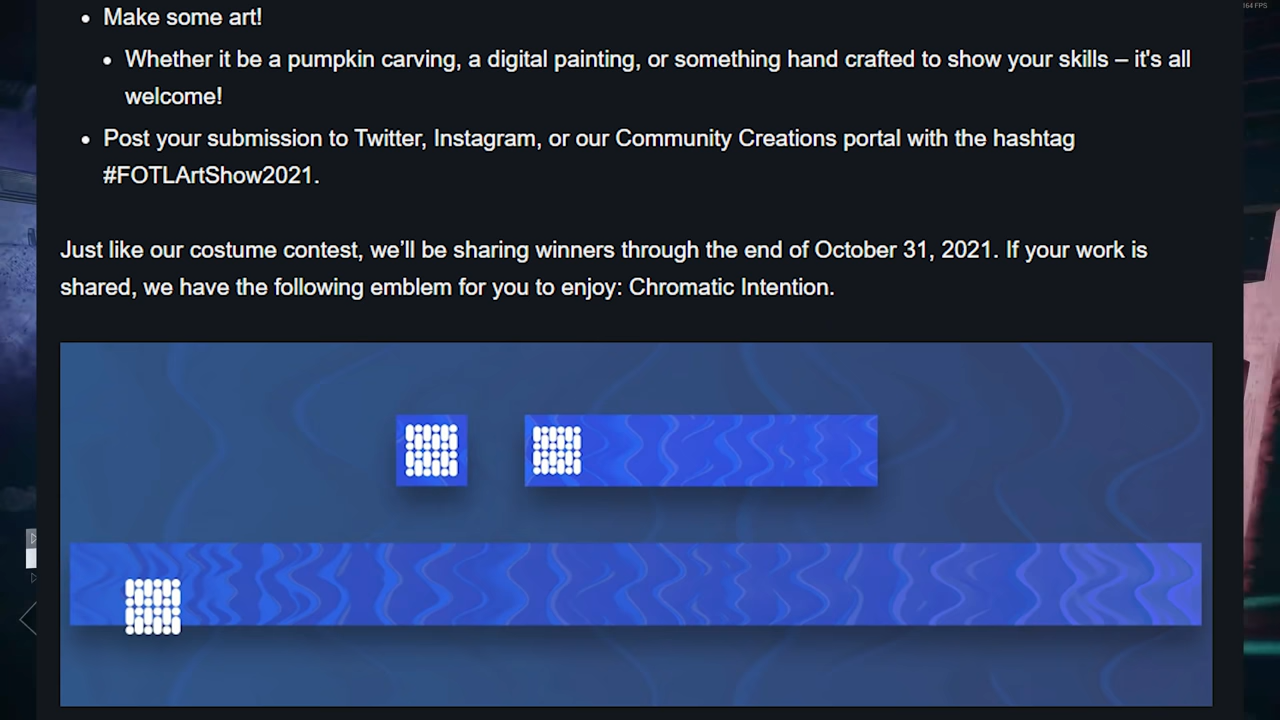 164 FPS
Make some art!
Whether it be a pumpkin carving, a digital painting, or something hand crafted to show your skills – it's all
welcome!
Post your submission to Twitter, Instagram, or our Community Creations portal with the hashtag
#FOTLArtShow2021.
Just like our costume contest, we’ll be sharing winners through the end of October 31, 2021. If your work is
shared, we have the following emblem for you to enjoy: Chromatic Intention.